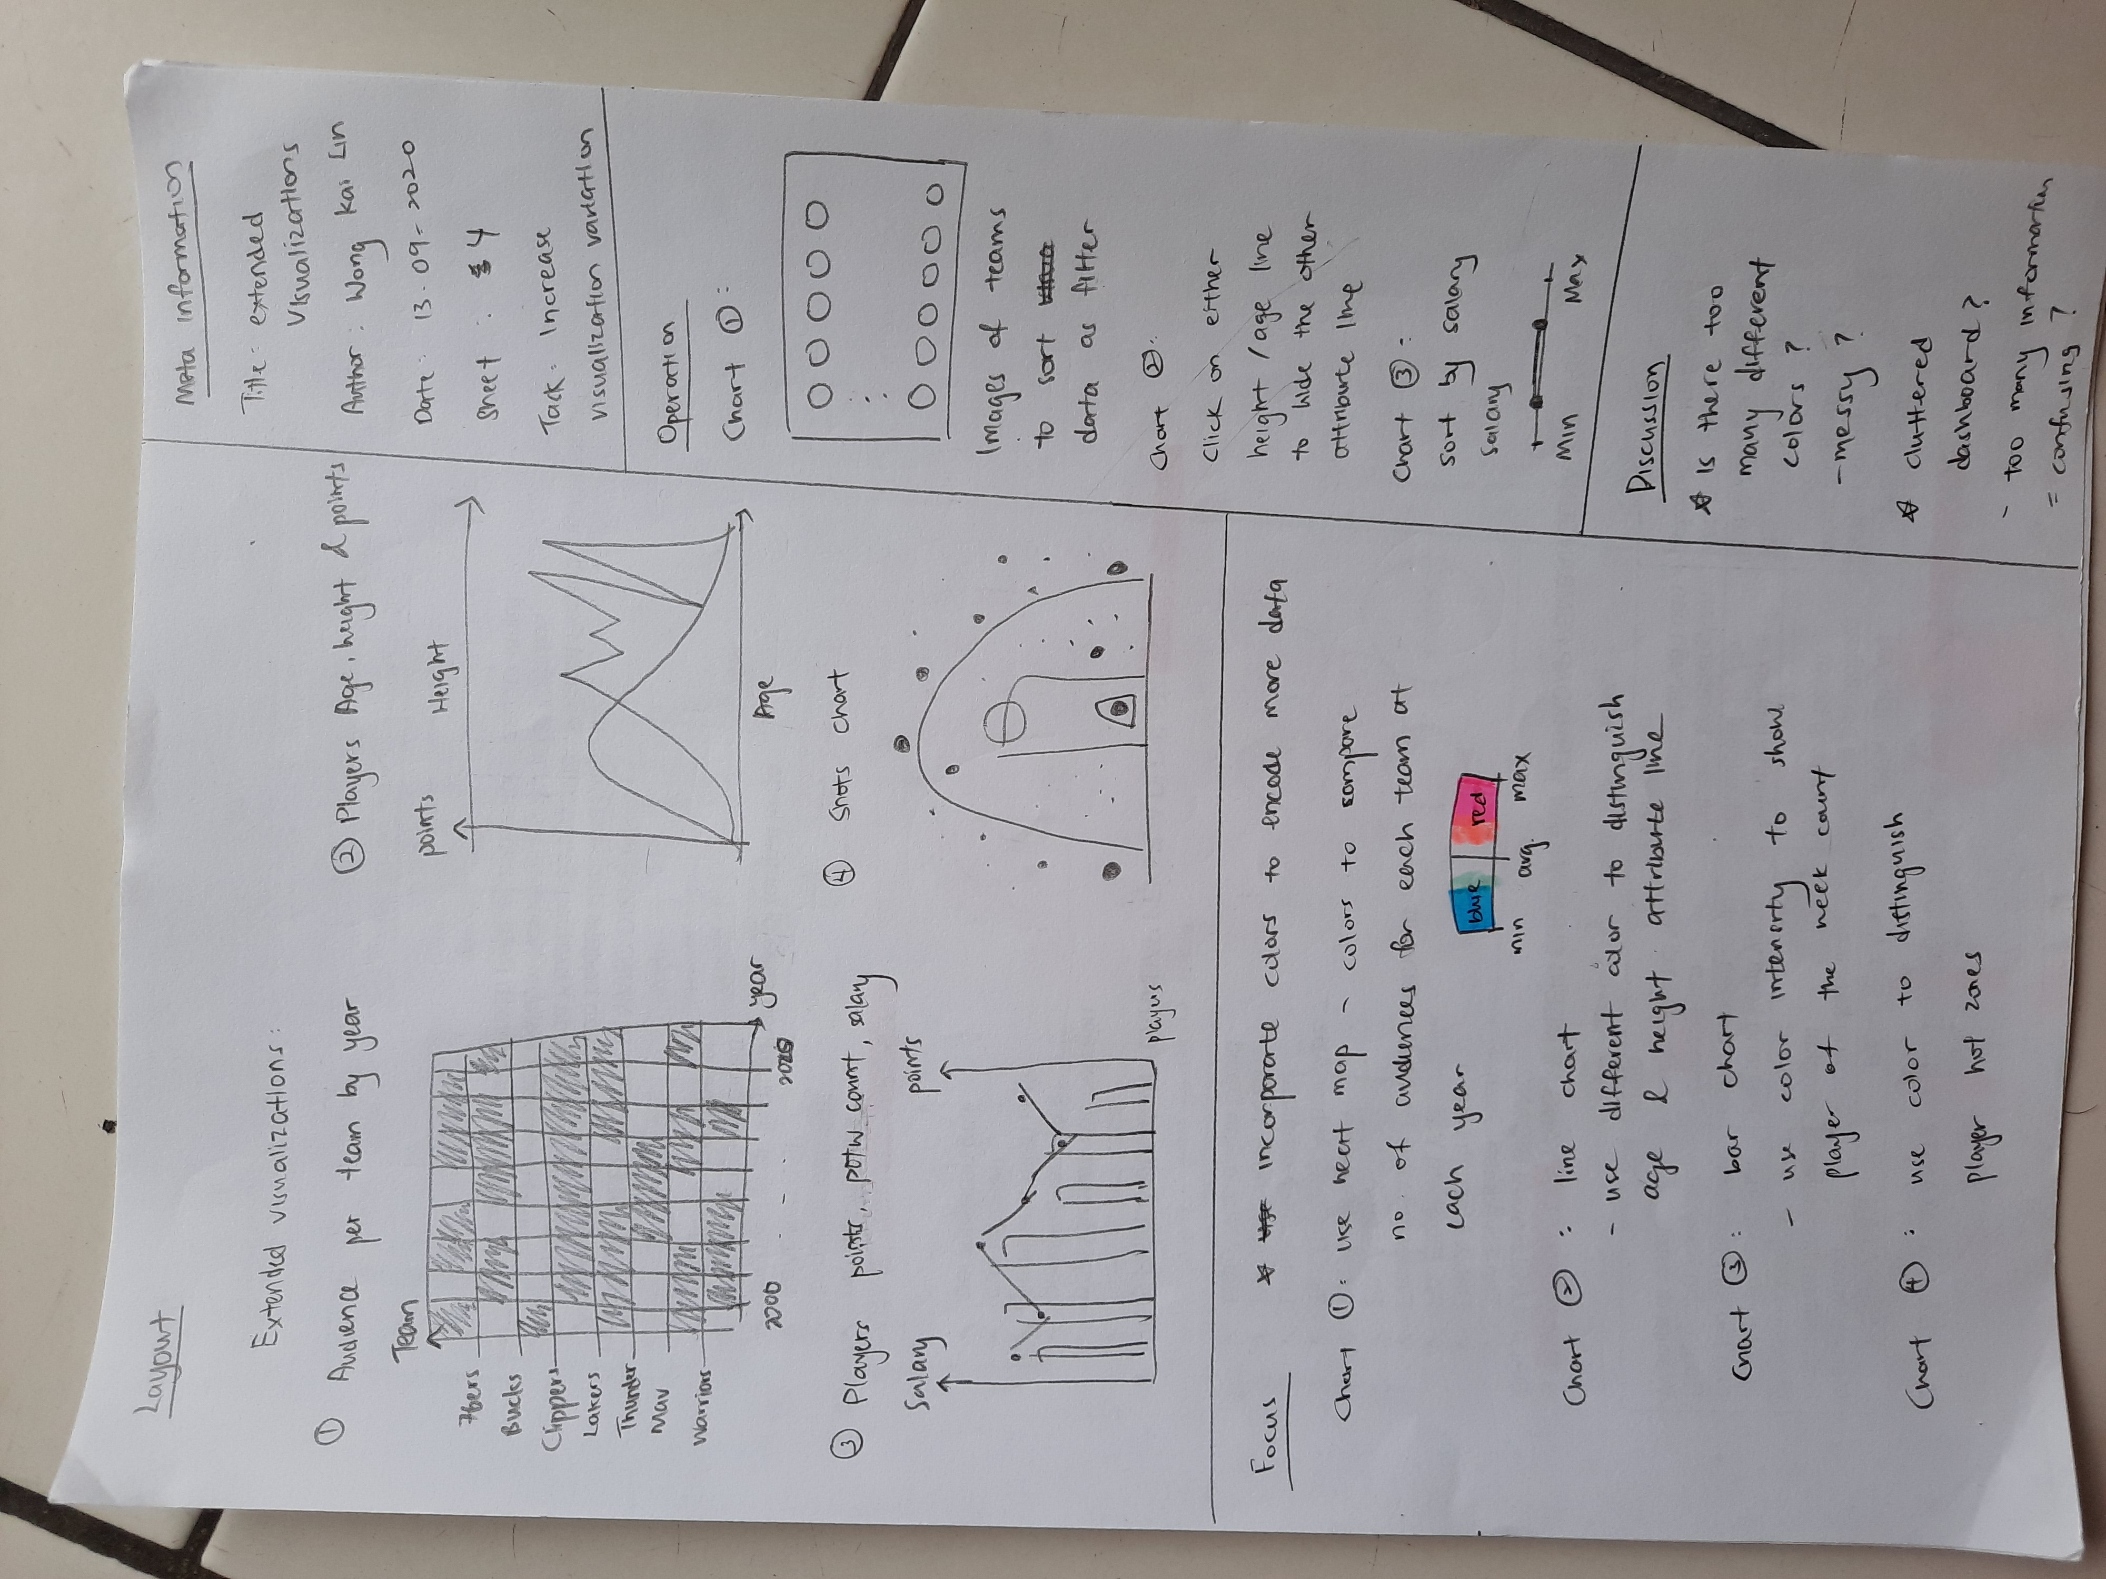 Layout
Extended visualizations:
① Audience per team by year
Team
76ers
Bucks
Clippers
Lakers
Thunder
Mav
Warriors
year
2000 - . . 2020
② Players Age, height & points
points
Height
Age
③ Players points, potw count, salary
Salary
points
players
④ Shots chart
Focus
incorporate colors to encode more data
Chart ①: use heat map - colors to compare
no. of audiences for each team at
each year
blue red
min avg. max
Chart ② : line chart
- use different color to distinguish
age & height attribute line
Chart ③ : bar chart
- use color intensity to show
player of the week count
Chart ④ : use color to distinguish
player hot zones
Meta information
Title: extended
visualizations
Author: Wong Kai Lin
Date: 13-09-2020
Sheet : 4
Tack: Increase
visualization variation
Operation
Chart ①:
Images of teams
to sort
data as filter
Chart ②:
Click on either
height / age line
to hide the other
attribute line
Chart ③ :
sort by salary
salary
Min Max
Discussion
Is there too
many different
colors ?
- messy ?
cluttered
dashboard ?
- too many information
= confusing ?